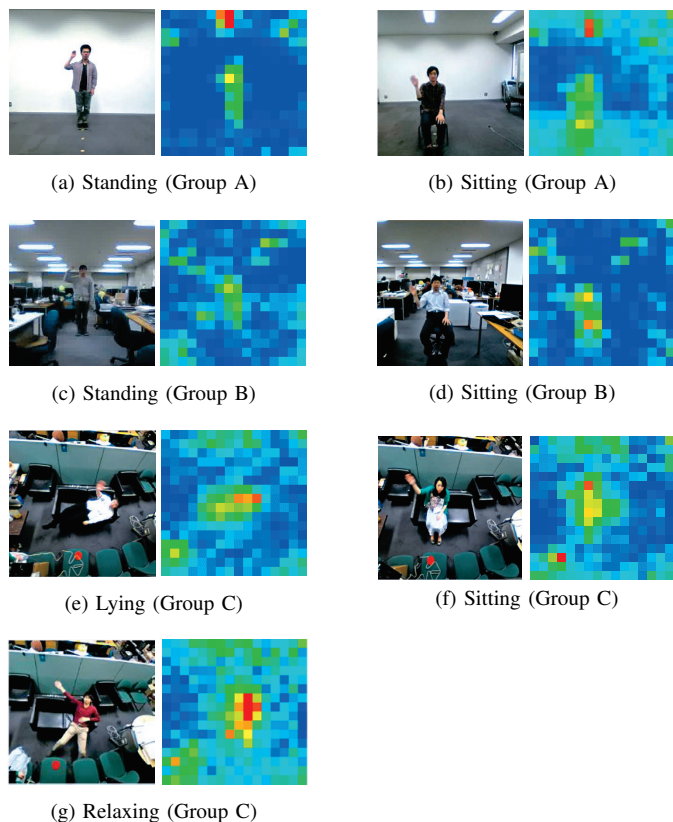 (a) Standing (Group A)
(b) Sitting (Group A)
(c) Standing (Group B)
(d) Sitting (Group B)
(e) Lying (Group C)
(f) Sitting (Group C)
(g) Relaxing (Group C)